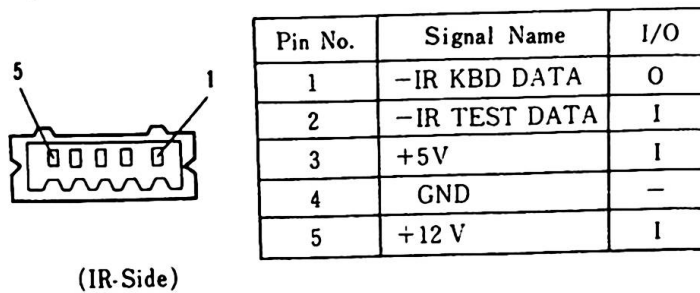 5
1
(IR-Side)
Pin No. Signal Name I/O
1 −IR KBD DATA O
2 −IR TEST DATA I
3 +5V I
4 GND −
5 +12 V I